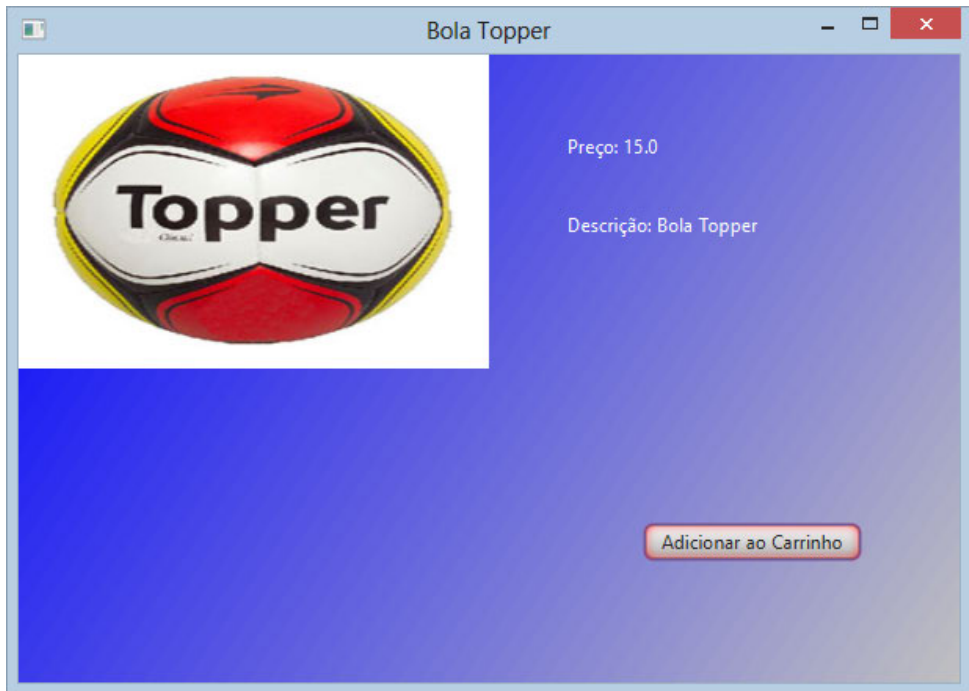 Bola Topper
Topper
Preço: 15.0
Descrição: Bola Topper
Adicionar ao Carrinho